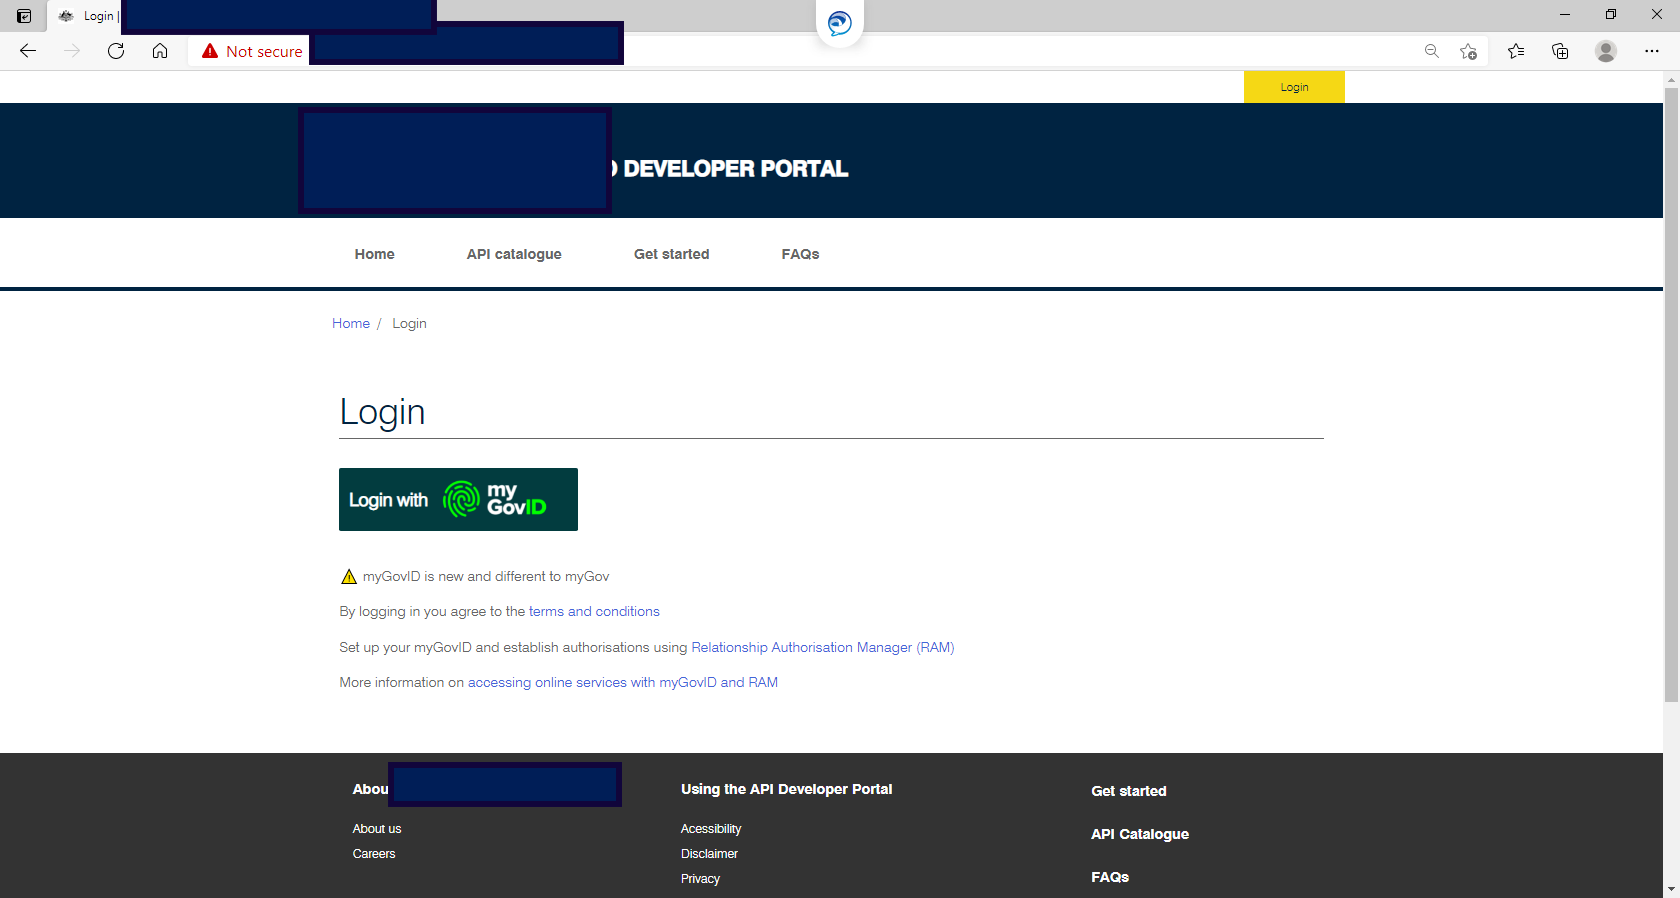 Login |
Not secure
Login
DEVELOPER PORTAL
Home API catalogue Get started FAQs
Home / Login
Login
Login with my GovID
myGovID is new and different to myGov
By logging in you agree to the terms and conditions
Set up your myGovID and establish authorisations using Relationship Authorisation Manager (RAM)
More information on accessing online services with myGovID and RAM
Abou
Using the API Developer Portal
Get started
About us
Acessibility
API Catalogue
Careers
Disclaimer
Privacy
FAQs